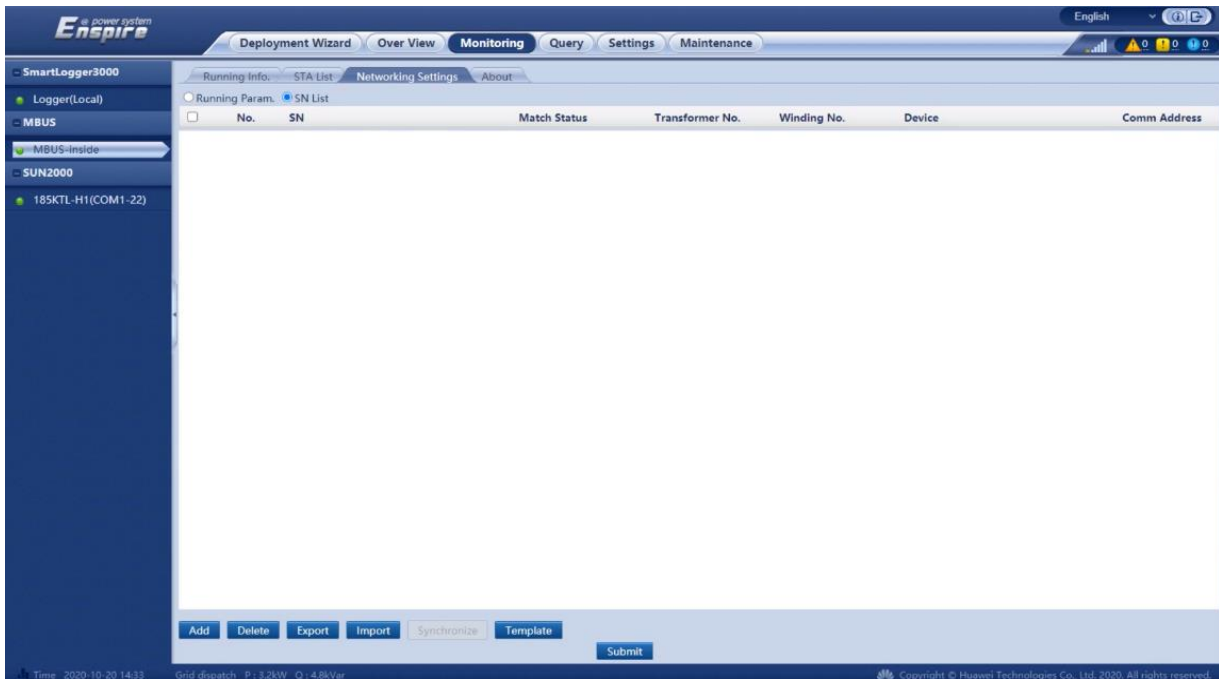 Enspire e power system
English
Deployment Wizard Over View Monitoring Query Settings Maintenance
0 0 0
SmartLogger3000
Logger(Local)
MBUS
MBUS-Inside
SUN2000
185KTL-H1(COM1-22)
Running Info. STA List Networking Settings About
Running Param. SN List
No. SN Match Status Transformer No. Winding No. Device Comm Address
Add Delete Export Import Synchronize Template
Submit
Time 2020-10-20 14:33 Grid dispatch P : 3.2kW Q : 4.8kVar Copyright © Huawei Technologies Co., Ltd. 2020. All rights reserved.